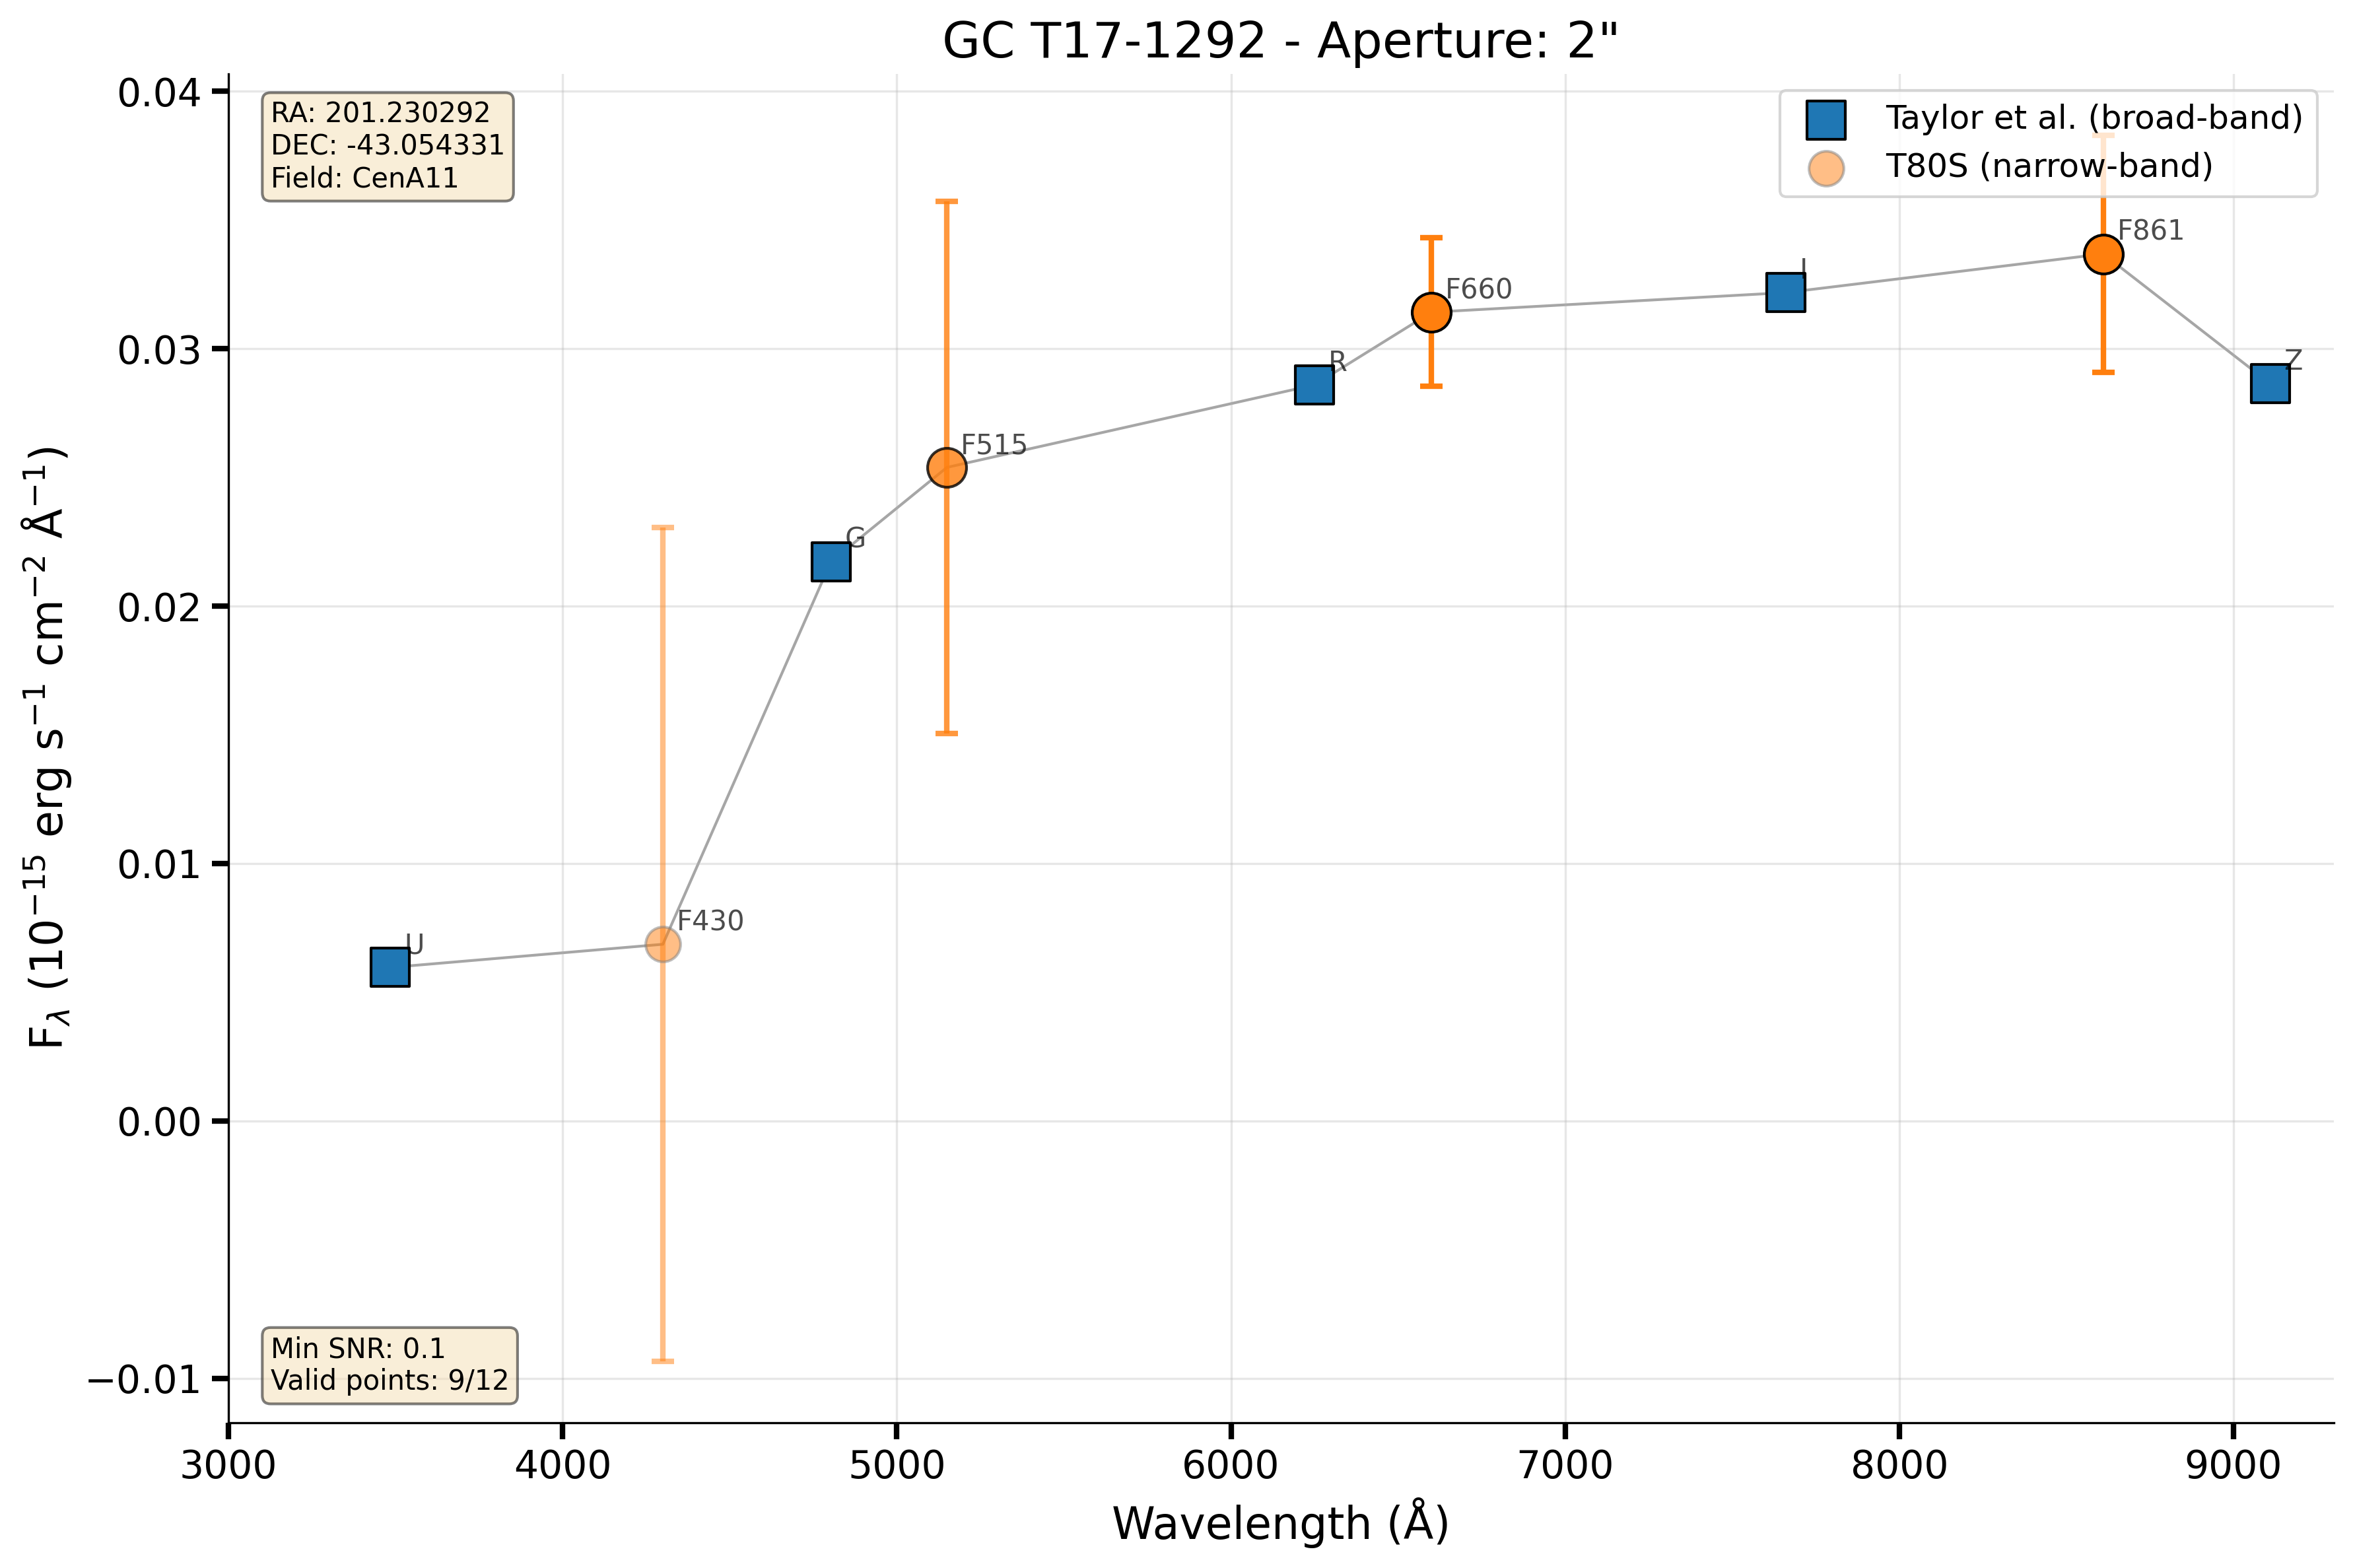 GC T17-1292 - Aperture: 2"
RA: 201.230292
DEC: -43.054331
Field: CenA11
Taylor et al. (broad-band)
T80S (narrow-band)
0.04
0.03
0.02
0.01
0.00
−0.01
F861
I
F660
Z
R
F515
G
F430
U
Fλ (10⁻¹⁵ erg s⁻¹ cm⁻² Å⁻¹)
Min SNR: 0.1
Valid points: 9/12
3000 4000 5000 6000 7000 8000 9000
Wavelength (Å)